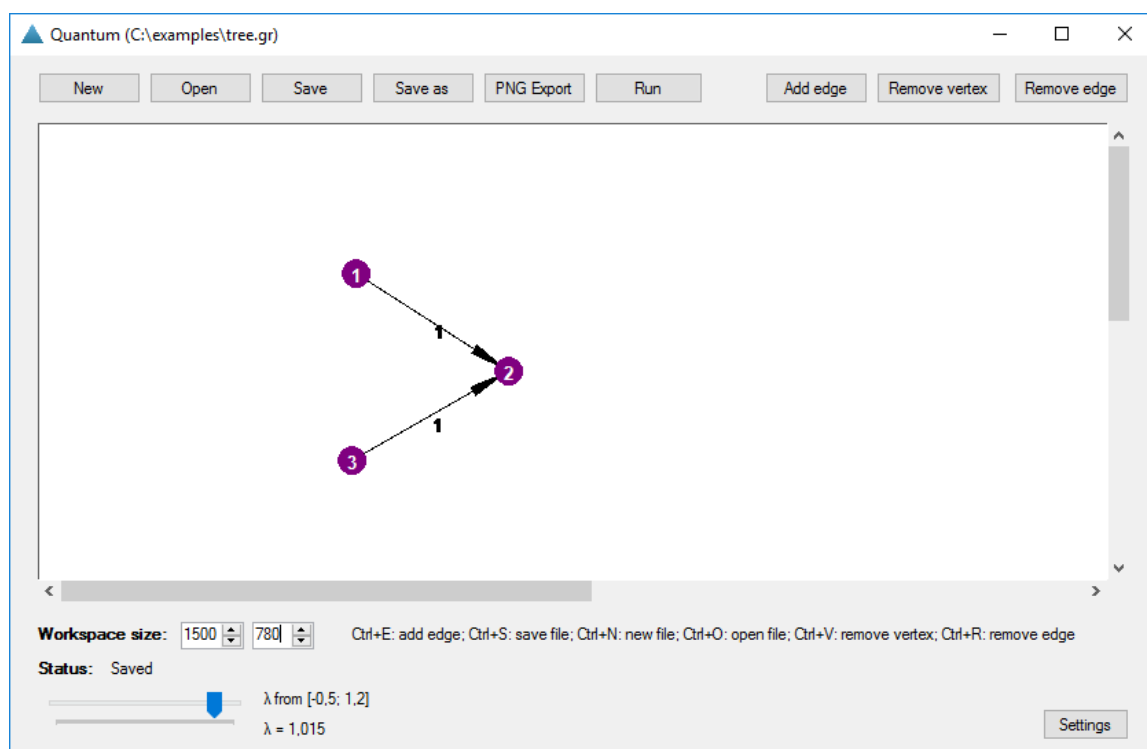 Quantum (C:\examples\tree.gr)
New Open Save Save as PNG Export Run Add edge Remove vertex Remove edge
1
1
2
1
3
Workspace size: 1500 780 Ctrl+E: add edge; Ctrl+S: save file; Ctrl+N: new file; Ctrl+O: open file; Ctrl+V: remove vertex; Ctrl+R: remove edge
Status: Saved
λ from [-0,5; 1,2]
λ = 1,015
Settings